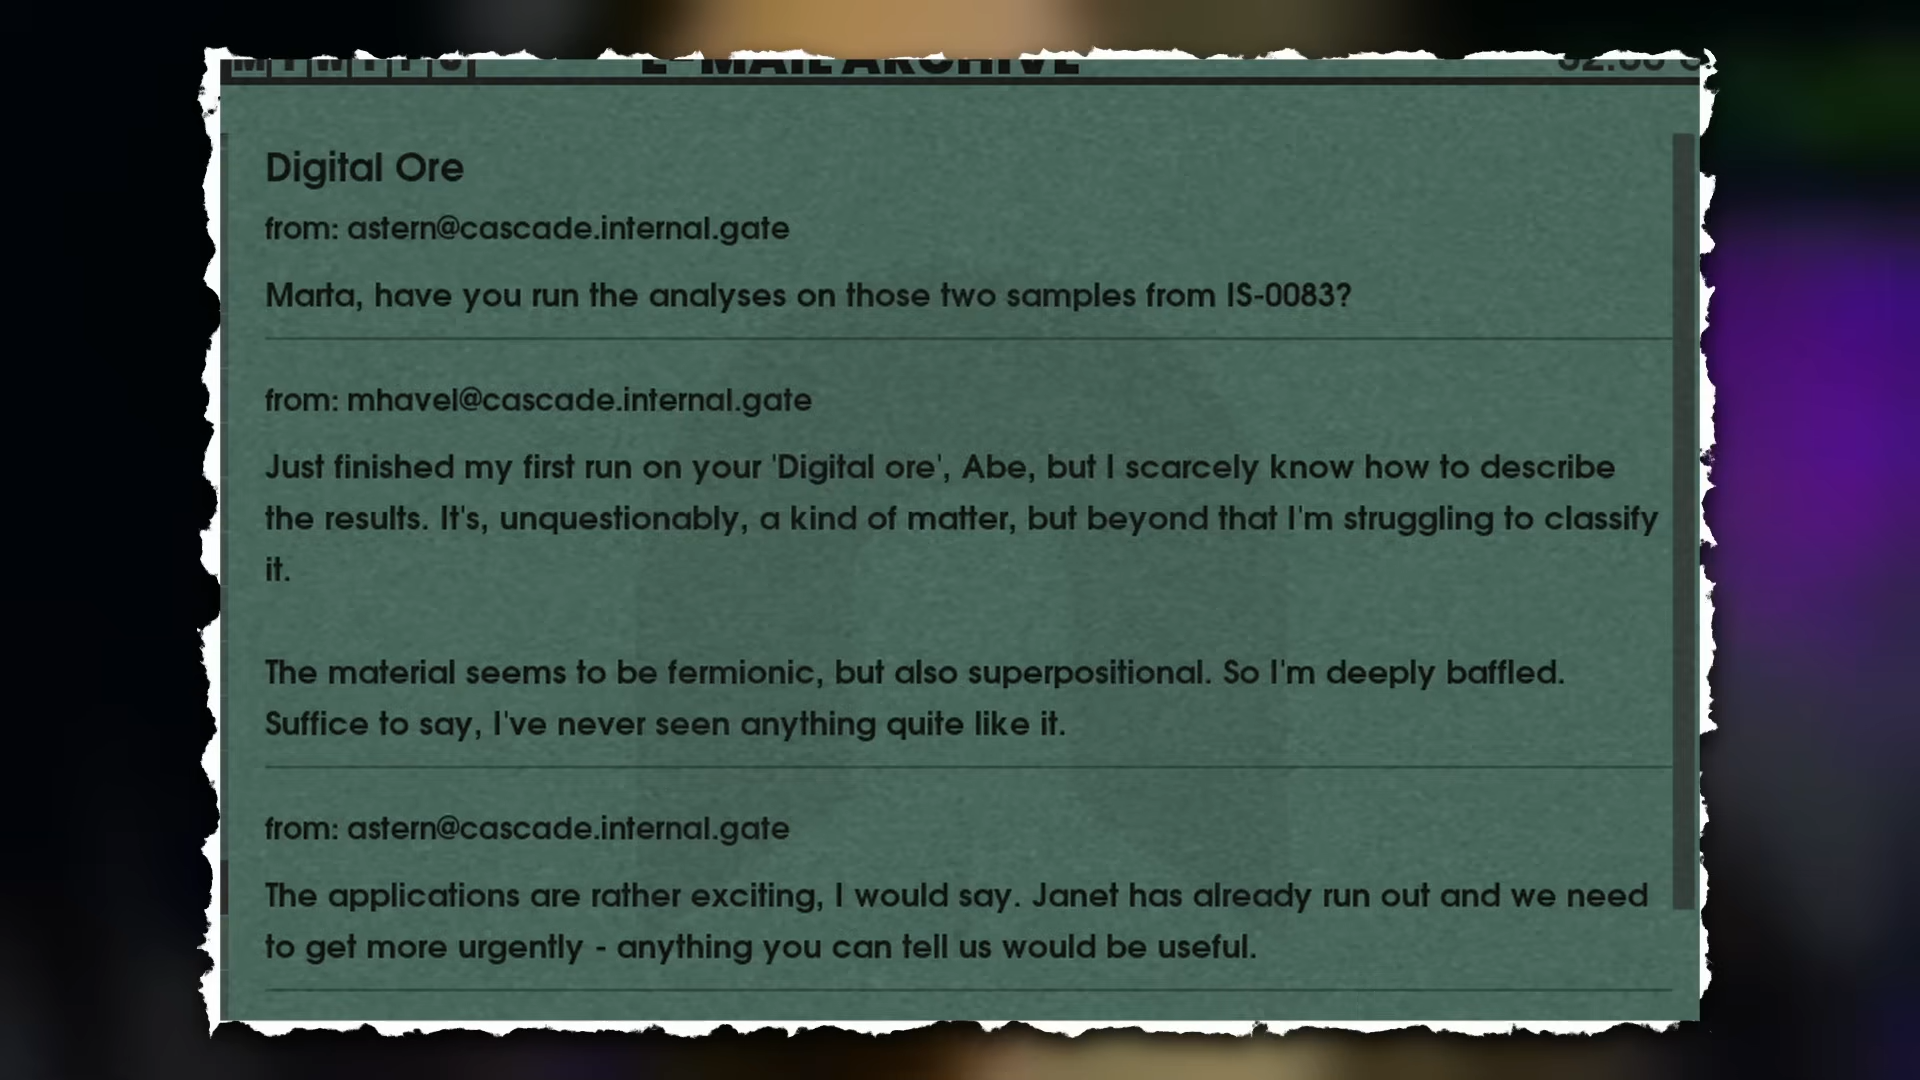 E-MAIL ARCHIVE
Digital Ore
from: astern@cascade.internal.gate
Marta, have you run the analyses on those two samples from IS-0083?
from: mhavel@cascade.internal.gate
Just finished my first run on your 'Digital ore', Abe, but I scarcely know how to describe
the results. It's, unquestionably, a kind of matter, but beyond that I'm struggling to classify
it.
The material seems to be fermionic, but also superpositional. So I'm deeply baffled.
Suffice to say, I've never seen anything quite like it.
from: astern@cascade.internal.gate
The applications are rather exciting, I would say. Janet has already run out and we need
to get more urgently - anything you can tell us would be useful.